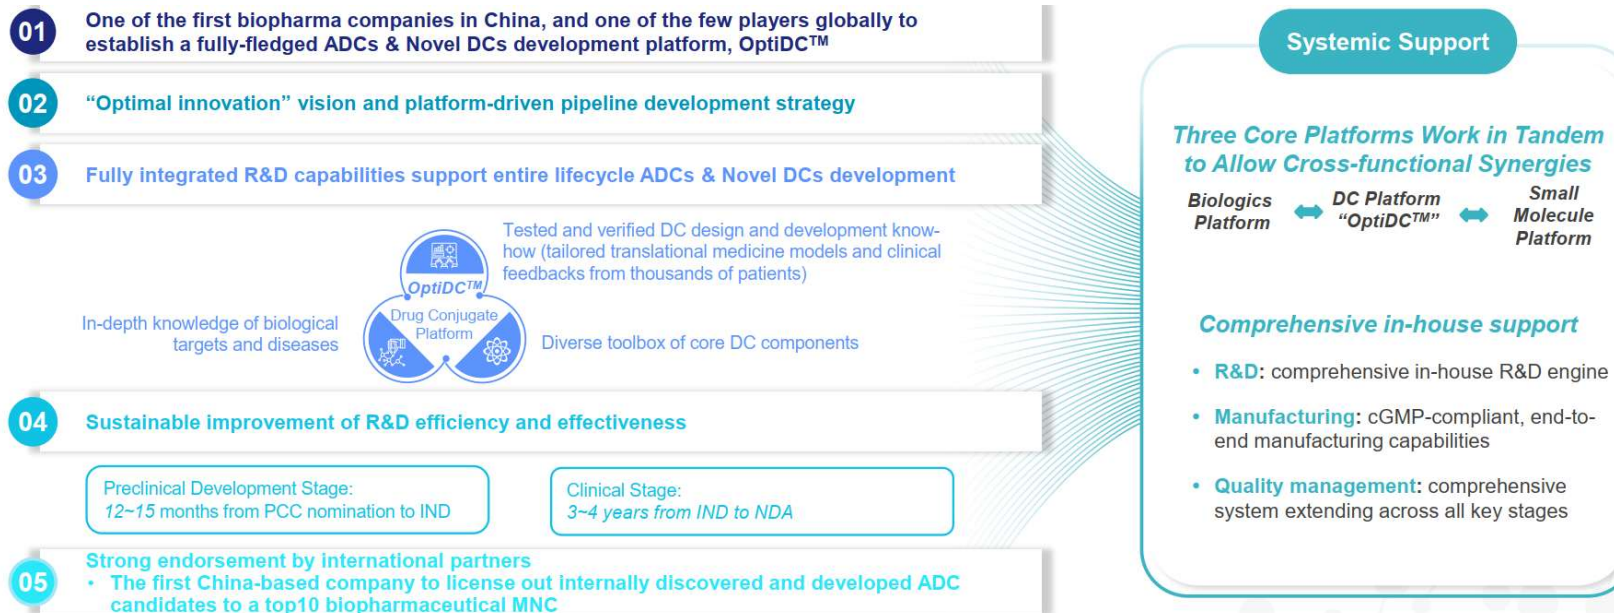 01
One of the first biopharma companies in China, and one of the few players globally to
establish a fully-fledged ADCs & Novel DCs development platform, OptiDC™
02
“Optimal innovation” vision and platform-driven pipeline development strategy
03
Fully integrated R&D capabilities support entire lifecycle ADCs & Novel DCs development
Tested and verified DC design and development know-
how (tailored translational medicine models and clinical
feedbacks from thousands of patients)
OptiDC™
Drug Conjugate
Platform
In-depth knowledge of biological
targets and diseases
Diverse toolbox of core DC components
04
Sustainable improvement of R&D efficiency and effectiveness
Preclinical Development Stage:
12~15 months from PCC nomination to IND
Clinical Stage:
3~4 years from IND to NDA
05
Strong endorsement by international partners
• The first China-based company to license out internally discovered and developed ADC
candidates to a top10 biopharmaceutical MNC
Systemic Support
Three Core Platforms Work in Tandem
to Allow Cross-functional Synergies
Biologics
Platform
DC Platform
“OptiDC™”
Small
Molecule
Platform
Comprehensive in-house support
• R&D: comprehensive in-house R&D engine
• Manufacturing: cGMP-compliant, end-to-
end manufacturing capabilities
• Quality management: comprehensive
system extending across all key stages